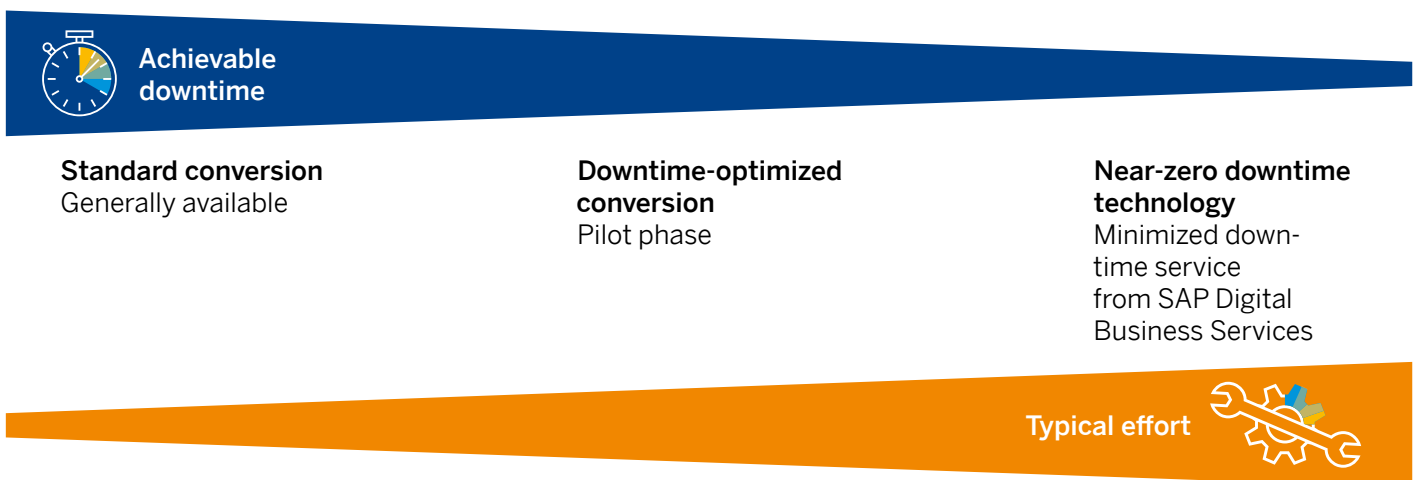 Achievable
downtime
Standard conversion
Generally available
Downtime-optimized
conversion
Pilot phase
Near-zero downtime
technology
Minimized down-
time service
from SAP Digital
Business Services
Typical effort